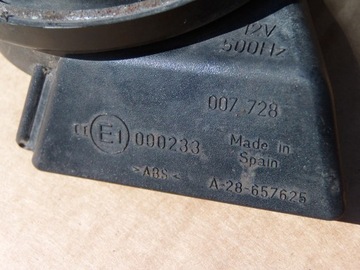 12V
500Hz
007.728
E1 000233
Made in
Spain
>ABS<
A-28-657625